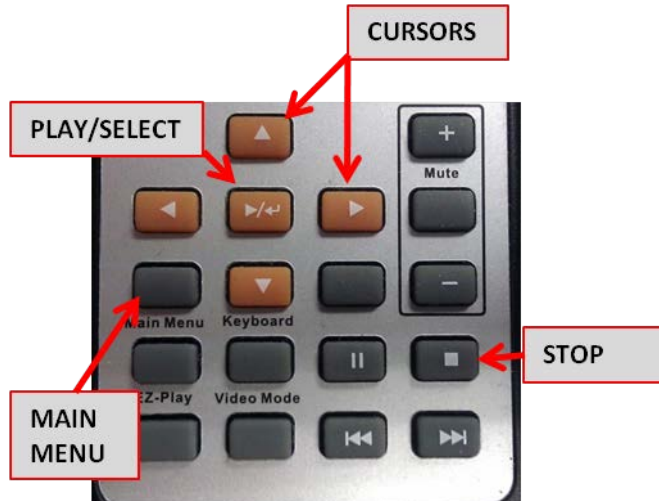 CURSORS
PLAY/SELECT
Mute
Main Menu
Keyboard
STOP
EZ-Play
Video Mode
MAIN
MENU